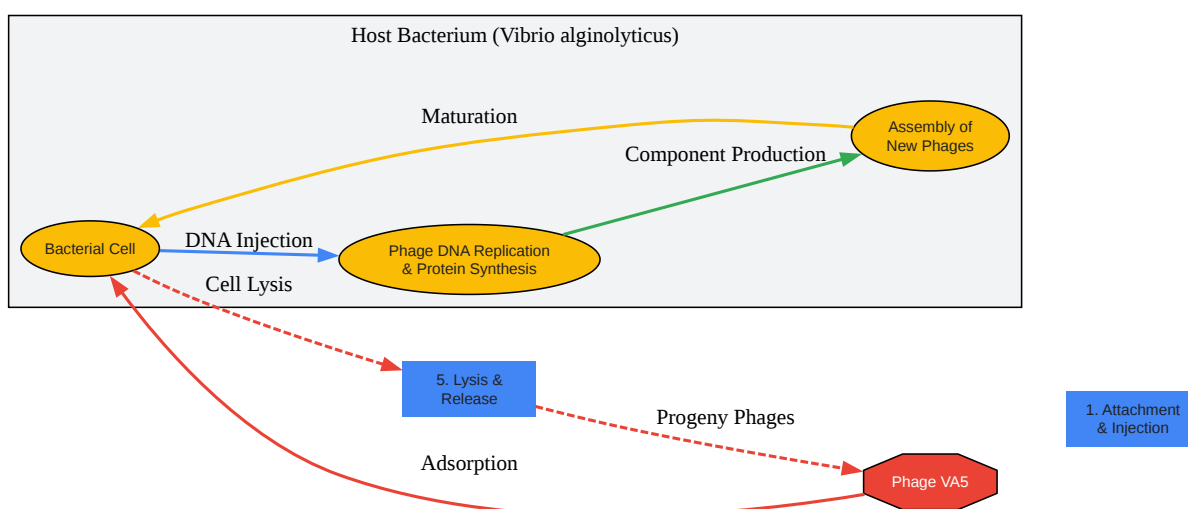 Host Bacterium (Vibrio alginolyticus)
Maturation
Assembly of
New Phages
Component Production
Bacterial Cell
DNA Injection
Phage DNA Replication
& Protein Synthesis
Cell Lysis
5. Lysis &
Release
1. Attachment
& Injection
Progeny Phages
Adsorption
Phage VA5